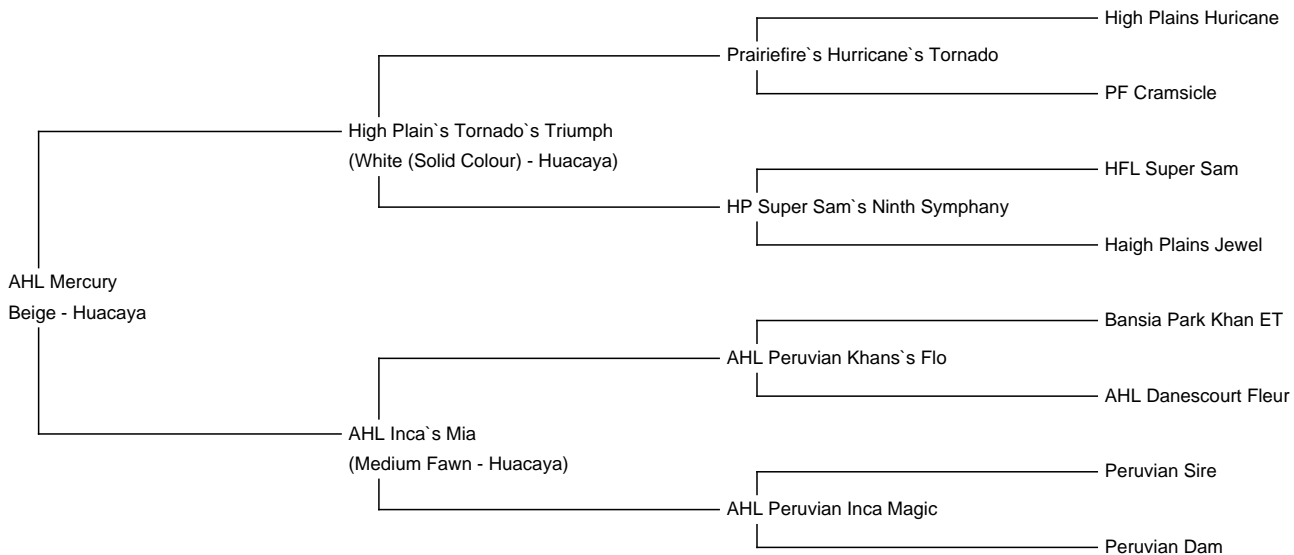 High Plains Huricane
Prairiefire`s Hurricane`s Tornado
PF Cramsicle
High Plain`s Tornado`s Triumph
(White (Solid Colour) - Huacaya)
HFL Super Sam
HP Super Sam`s Ninth Symphany
Haigh Plains Jewel
AHL Mercury
Beige - Huacaya
Bansia Park Khan ET
AHL Peruvian Khans`s Flo
AHL Danescourt Fleur
AHL Inca`s Mia
(Medium Fawn - Huacaya)
Peruvian Sire
AHL Peruvian Inca Magic
Peruvian Dam